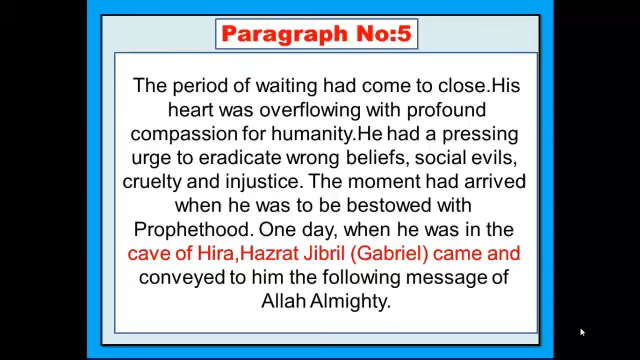 Paragraph No:5
The period of waiting had come to close.His
heart was overflowing with profound
compassion for humanity.He had a pressing
urge to eradicate wrong beliefs, social evils,
cruelty and injustice. The moment had arrived
when he was to be bestowed with
Prophethood. One day, when he was in the
cave of Hira,Hazrat Jibril (Gabriel) came and
conveyed to him the following message of
Allah Almighty.